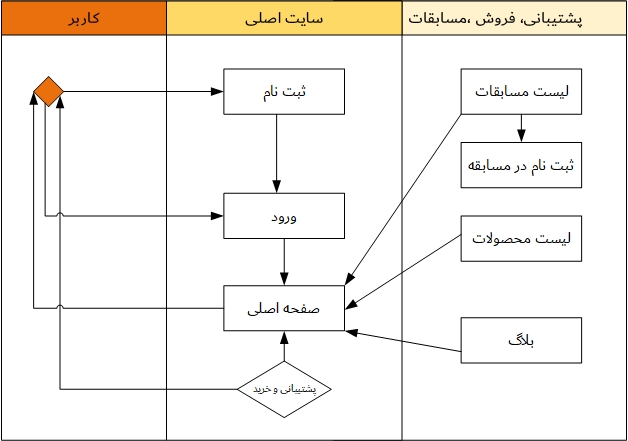 پشتیبانی، فروش ،مسابقات
سایت اصلی
کاربر
لیست مسابقات
ثبت نام
ثبت نام در مسابقه
ورود
لیست محصولات
صفحه اصلی
بلاگ
پشتیبانی و خرید